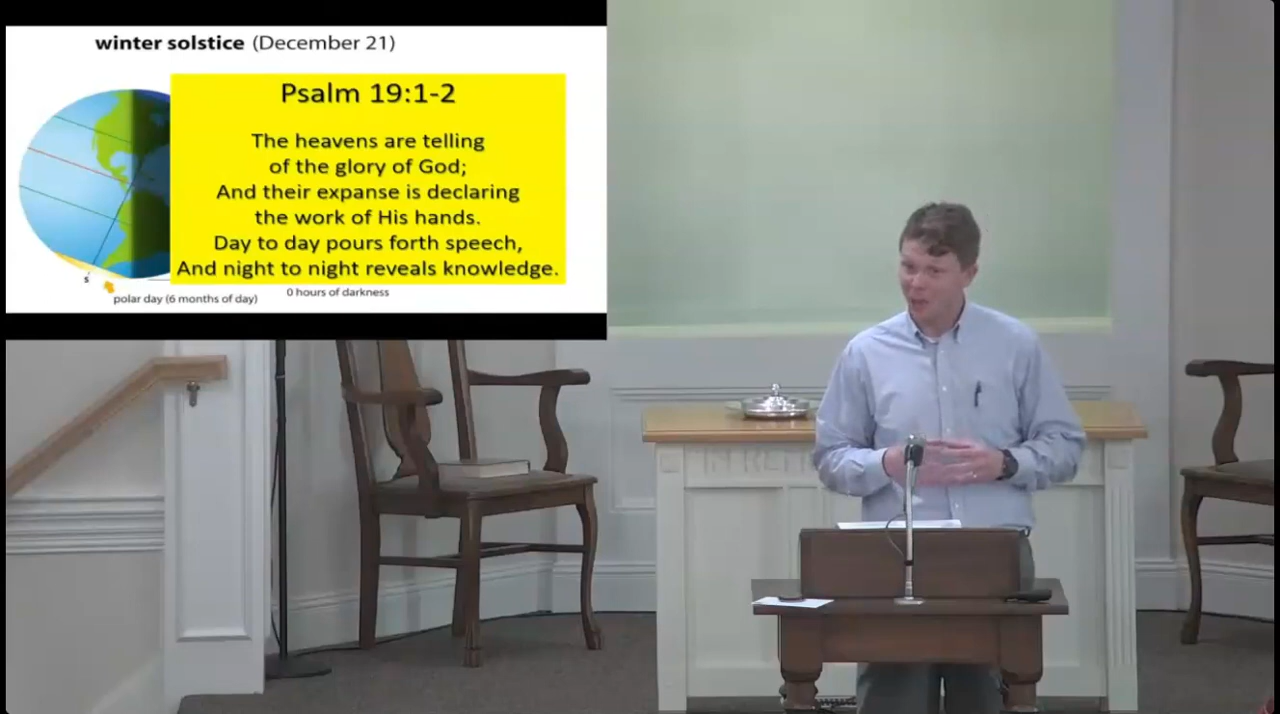 winter solstice (December 21)
Psalm 19:1-2
The heavens are telling
of the glory of God;
And their expanse is declaring
the work of His hands.
Day to day pours forth speech,
And night to night reveals knowledge.
S
0 hours of darkness
polar day (6 months of day)
IN REM